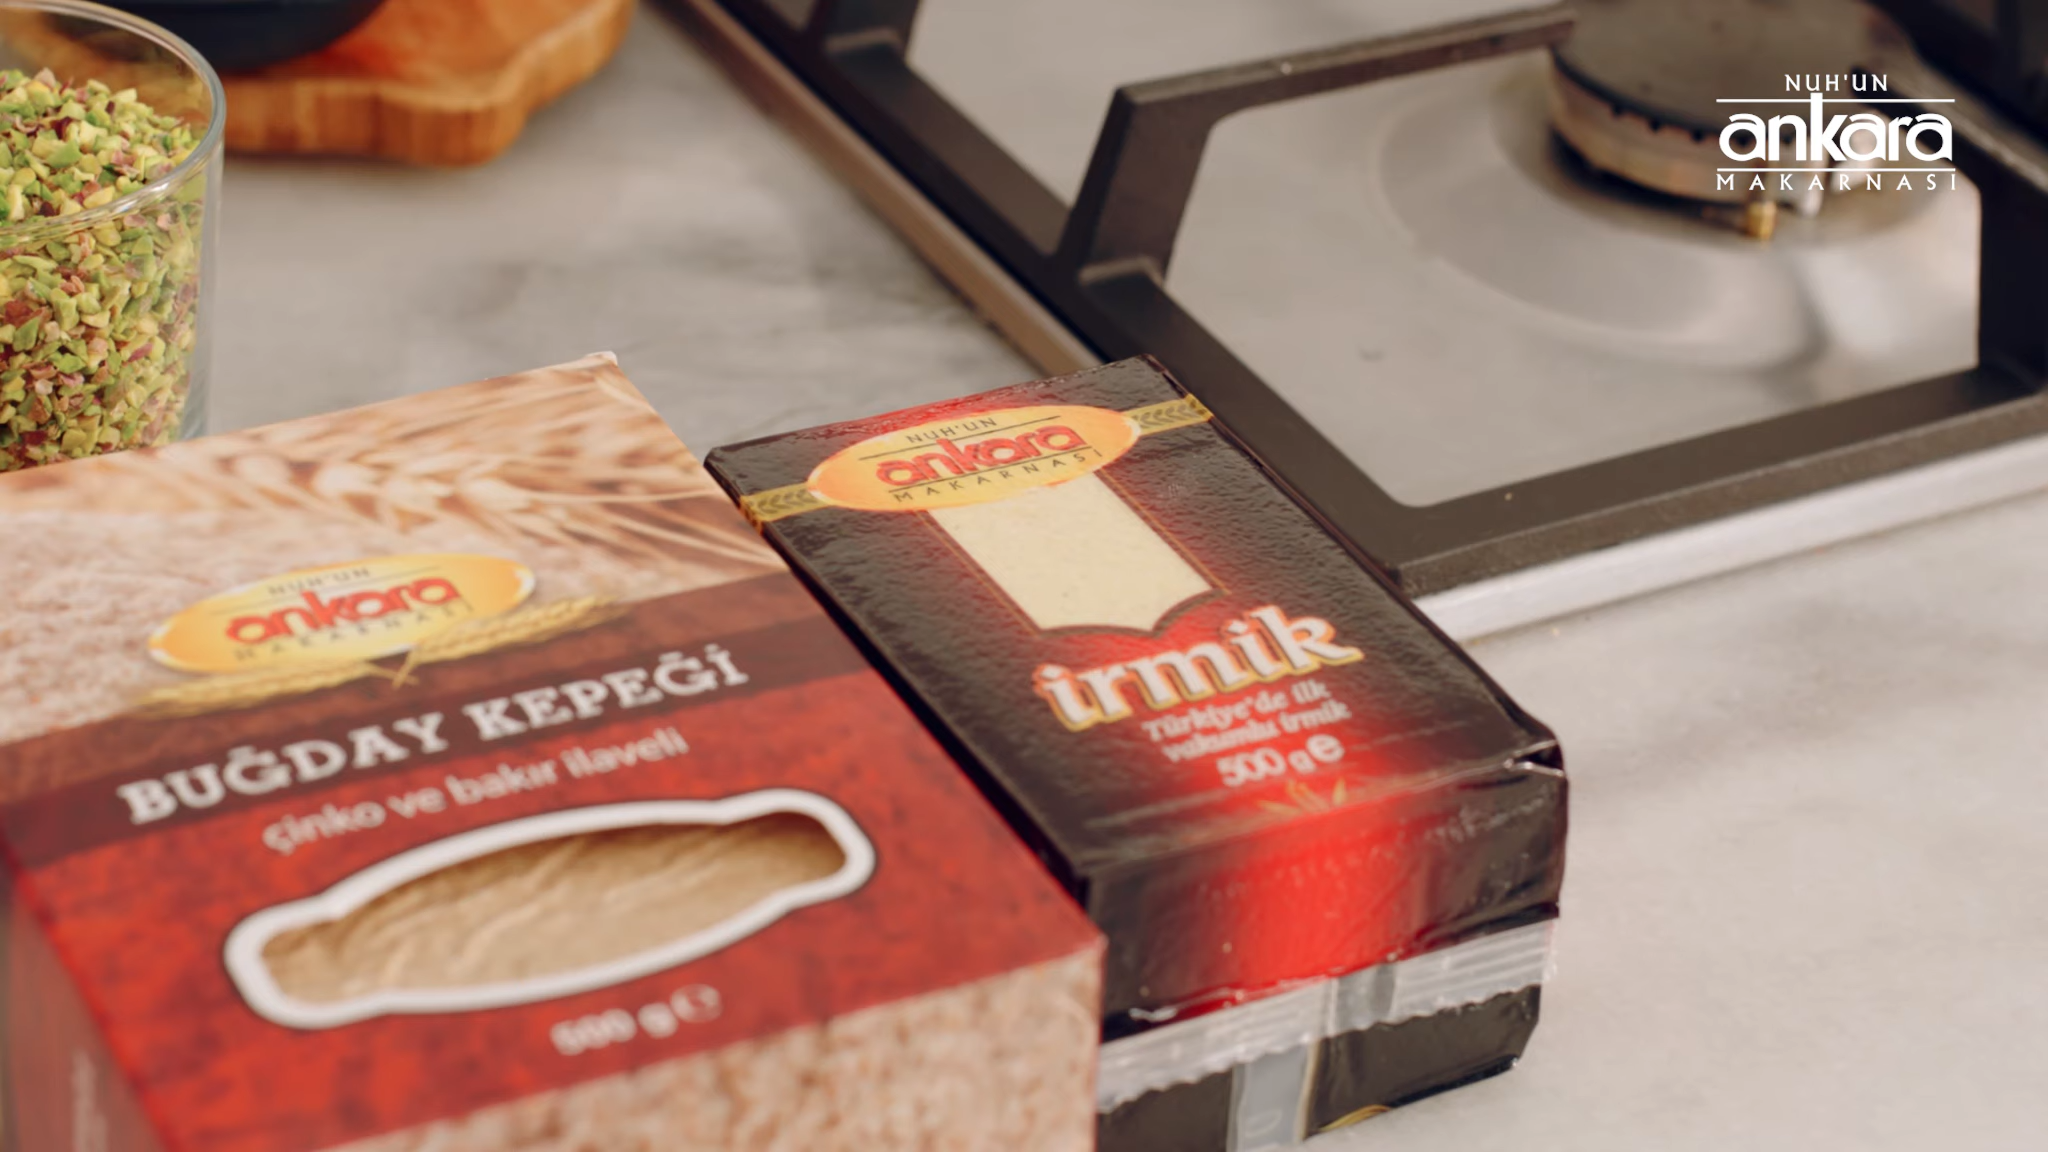 NUH'UN
ankara
MAKARNASI
NUH'UN
ankara
MAKARNASI
BUĞDAY KEPEĞİ
çinko ve bakır ilaveli
500 g e
NUH'UN
ankara
MAKARNASI
irmik
Türkiye'de ilk
vakumlu irmik
500 g e